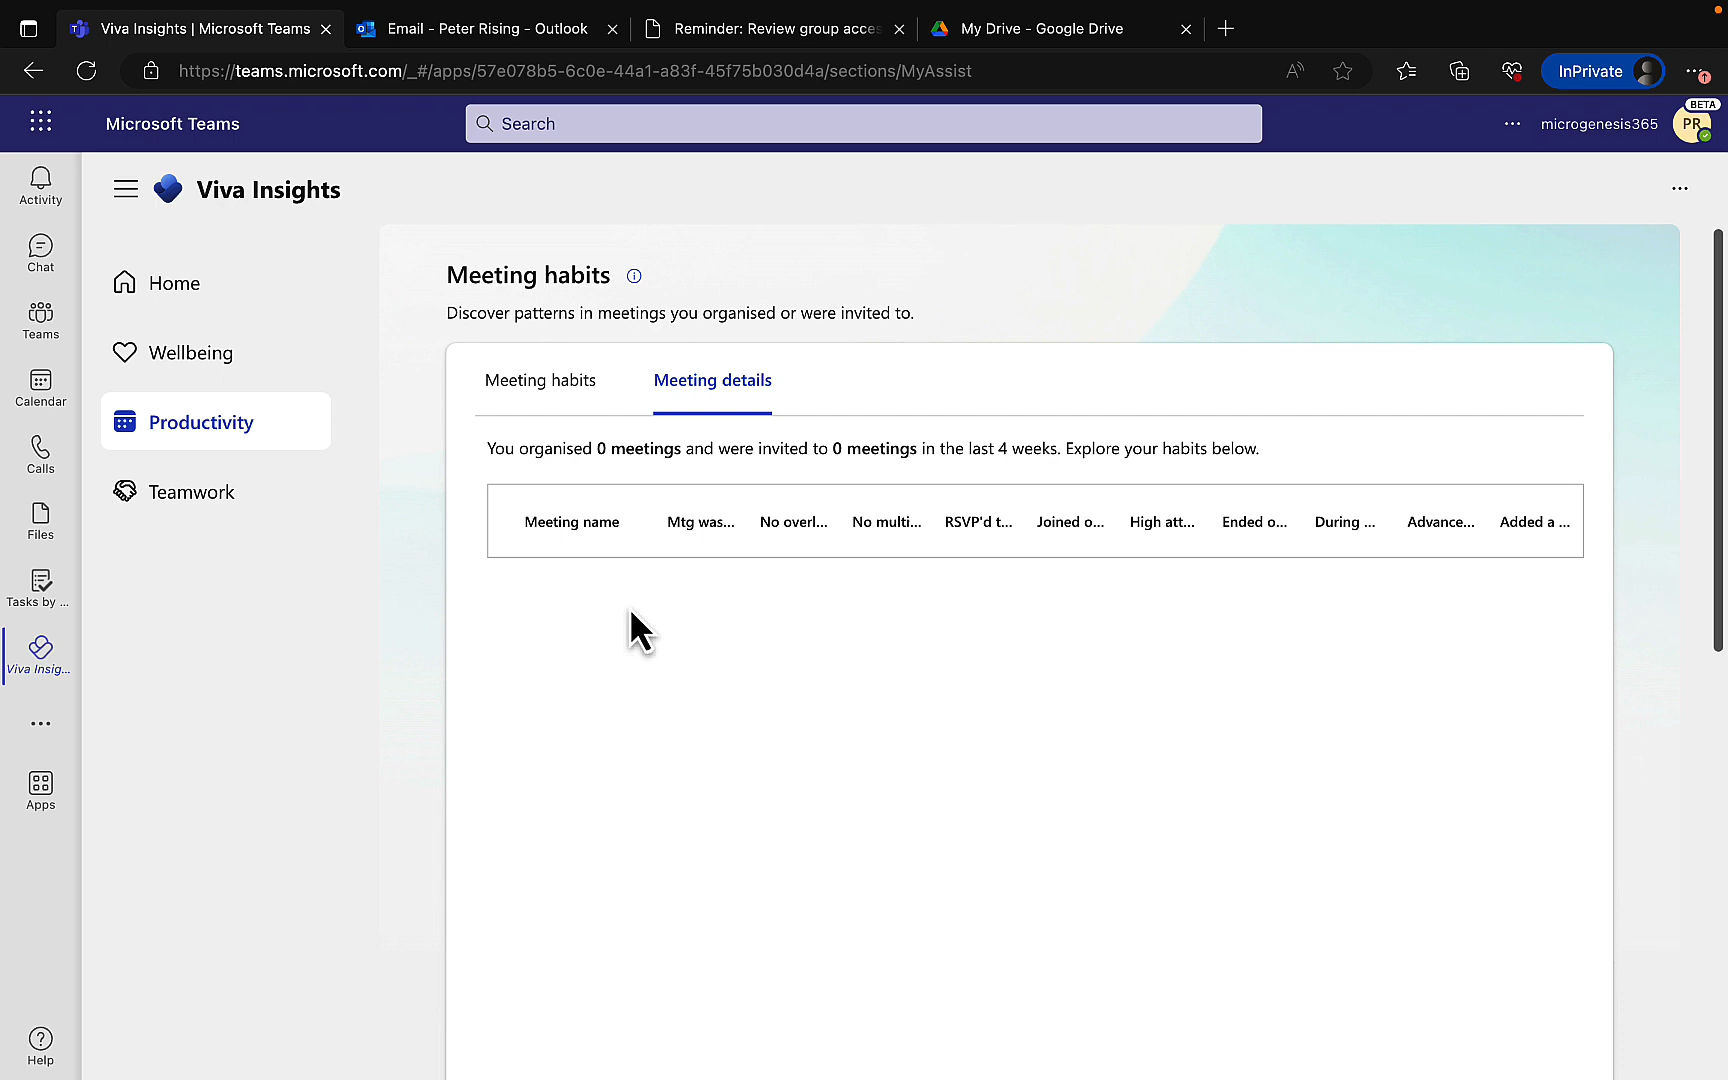 Viva Insights | Microsoft Teams
Email - Peter Rising - Outlook
Reminder: Review group acces
My Drive - Google Drive
https://teams.microsoft.com/_#/apps/57e078b5-6c0e-44a1-a83f-45f75b030d4a/sections/MyAssist
InPrivate
Microsoft Teams
Search
microgenesis365
BETA
PR
Activity
Chat
Teams
Calendar
Calls
Files
Tasks by ...
Viva Insig...
Apps
Help
Viva Insights
Home
Wellbeing
Productivity
Teamwork
Meeting habits
Discover patterns in meetings you organised or were invited to.
Meeting habits Meeting details
You organised 0 meetings and were invited to 0 meetings in the last 4 weeks. Explore your habits below.
Meeting name Mtg was... No overl... No multi... RSVP'd t... Joined o... High att... Ended o... During ... Advance... Added a ...